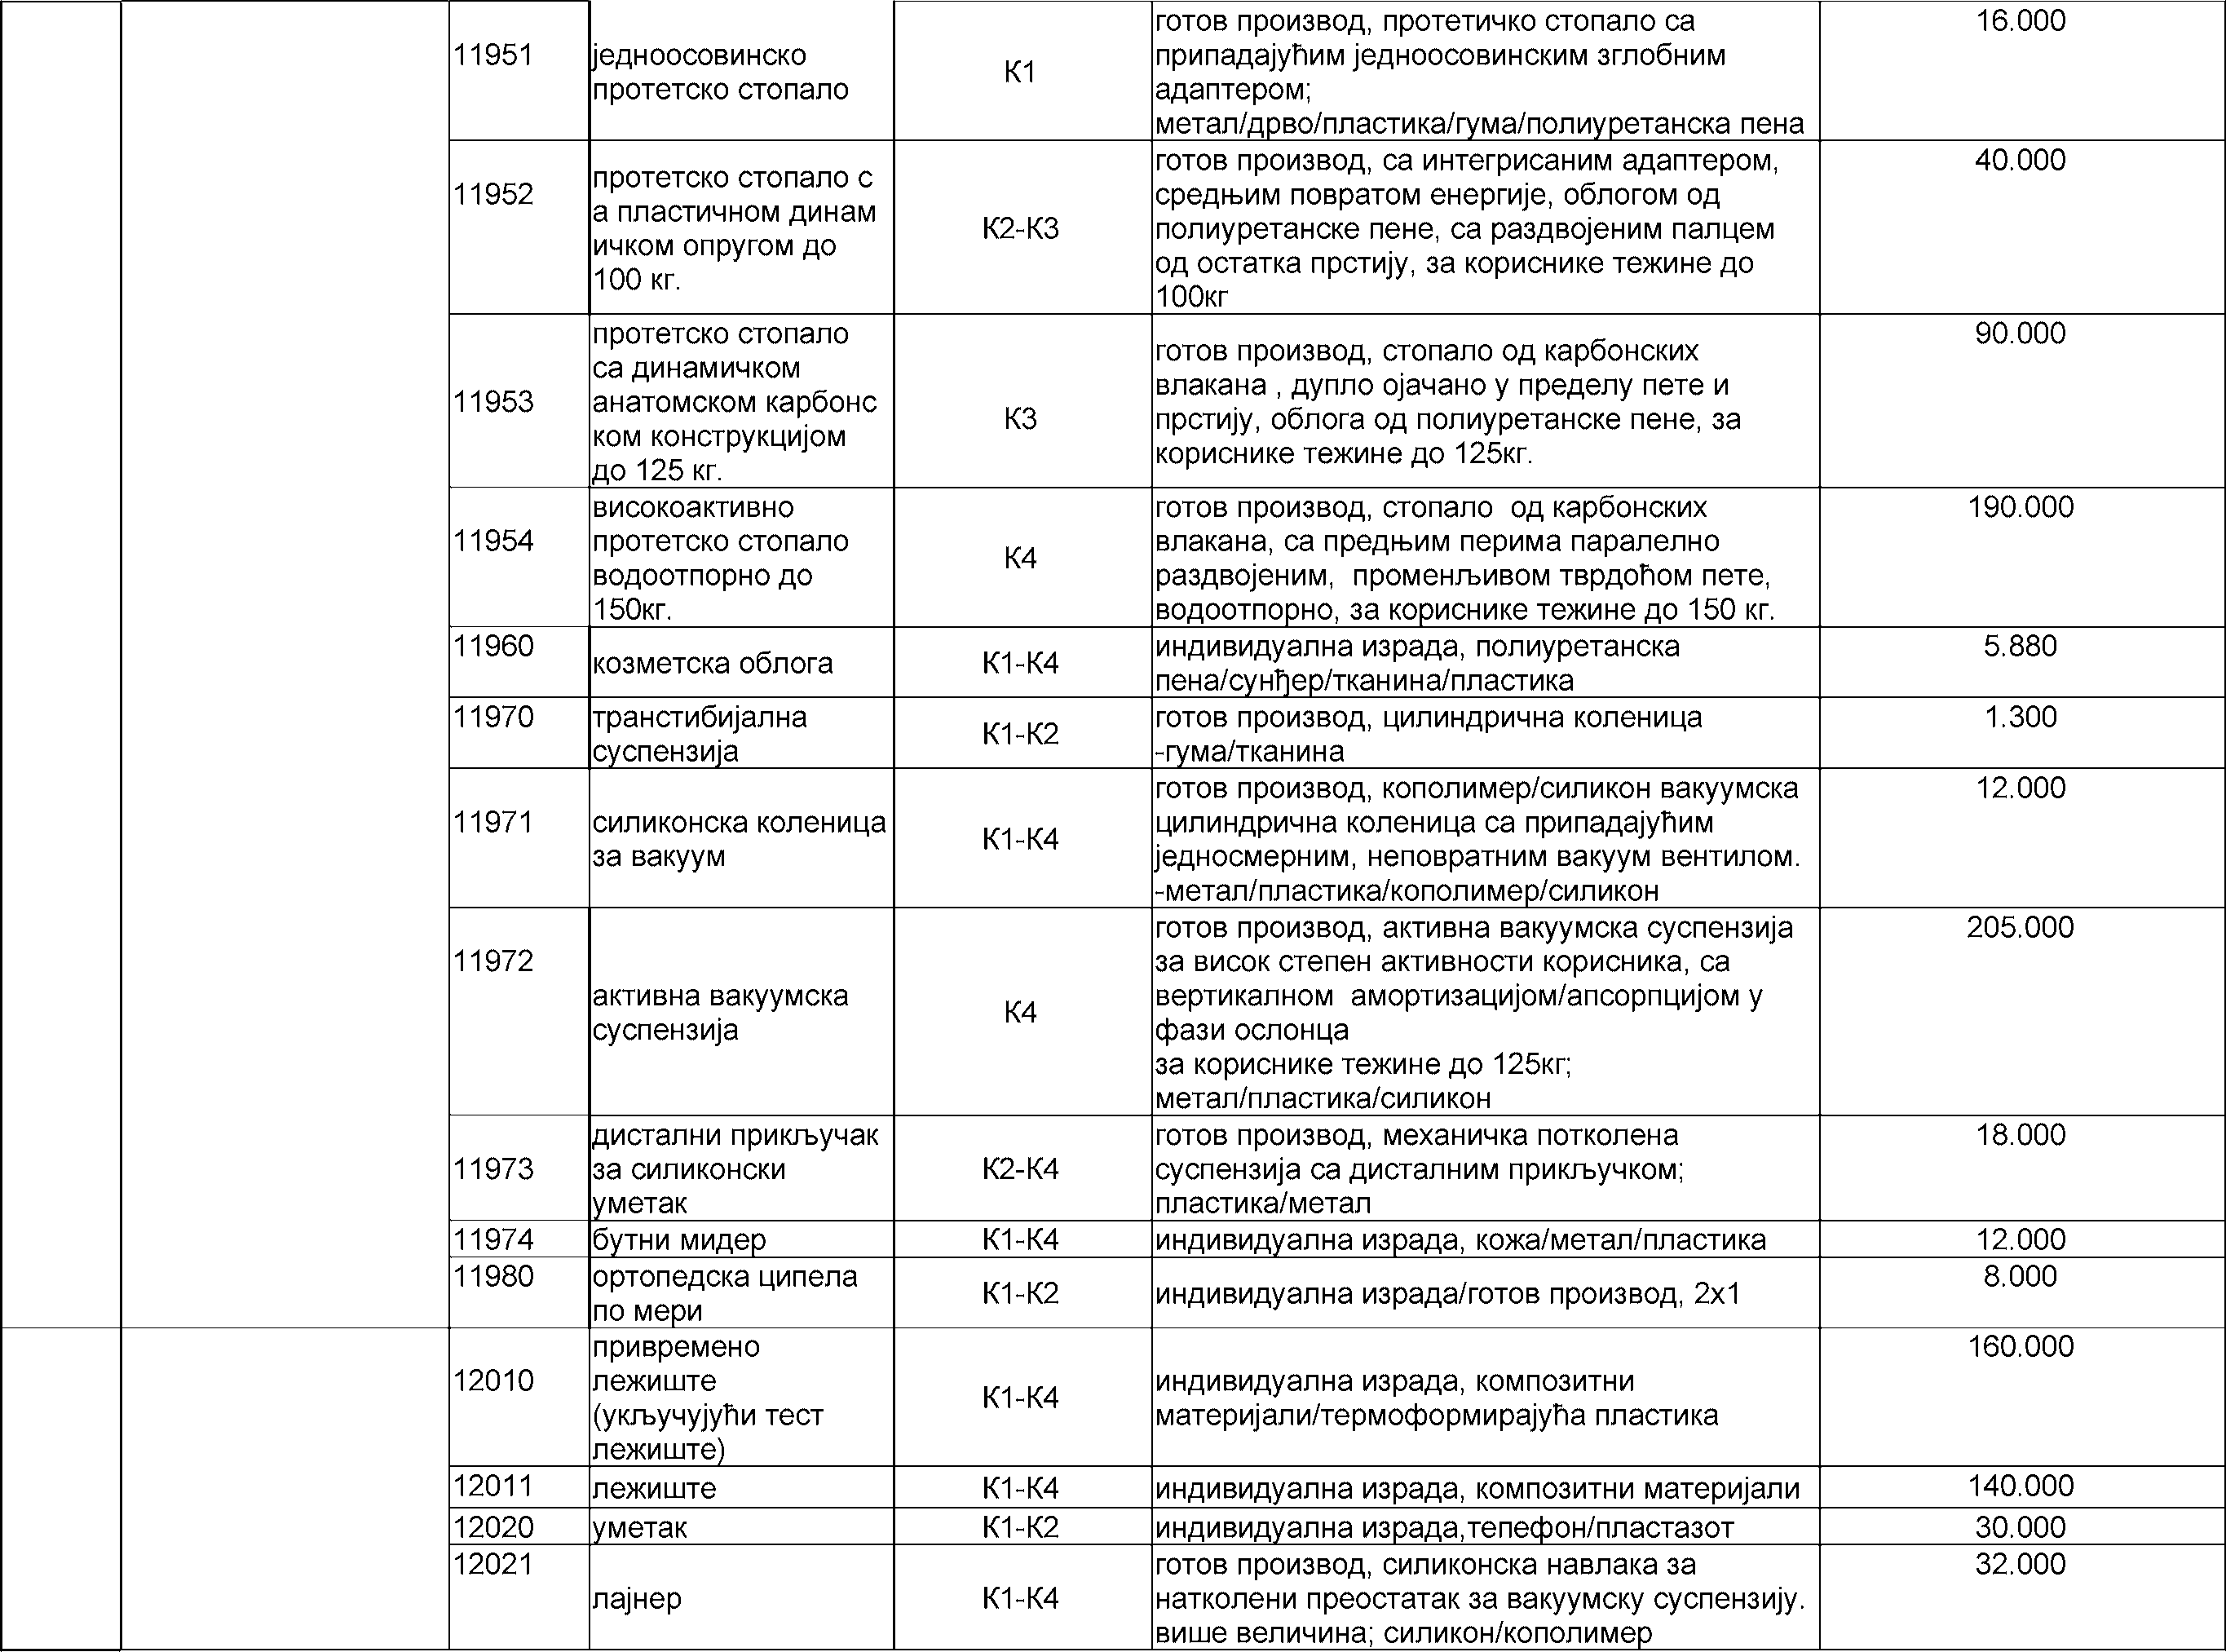 11951
једноосовинско
протетско стопало
К1
готов производ, протетичко стопало са
припадајућим једноосовинским зглобним
адаптером;
метал/дрво/пластика/гума/полиуретанска пена
16.000
11952
протетско стопало с
а пластичном динам
ичком опругом до
100 кг.
К2-К3
готов производ, са интегрисаним адаптером,
средњим повратом енергије, облогом од
полиуретанске пене, са раздвојеним палцем
од остатка прстију, за кориснике тежине до
100кг
40.000
11953
протетско стопало
са динамичком
анатомском карбонс
ком конструкцијом
до 125 кг.
К3
готов производ, стопало од карбонских
влакана , дупло ојачано у пределу пете и
прстију, облога од полиуретанске пене, за
кориснике тежине до 125кг.
90.000
11954
високоактивно
протетско стопало
водоотпорно до
150кг.
К4
готов производ, стопало  од карбонских
влакана, са предњим перима паралелно
раздвојеним,  променљивом тврдоћом пете,
водоотпорно, за кориснике тежине до 150 кг.
190.000
11960
козметска облога
К1-К4
индивидуална израда, полиуретанска
пена/сунђер/тканина/пластика
5.880
11970
транстибијална
суспензија
К1-К2
готов производ, цилиндрична коленица
-гума/тканина
1.300
11971
силиконска коленица
за вакуум
К1-К4
готов производ, кополимер/силикон вакуумска
цилиндрична коленица са припадајућим
једносмерним, неповратним вакуум вентилом.
-метал/пластика/кополимер/силикон
12.000
11972
активна вакуумска
суспензија
К4
готов производ, активна вакуумска суспензија
за висок степен активности корисника, са
вертикалном  амортизацијом/апсорпцијом у
фази ослонца
за кориснике тежине до 125кг;
метал/пластика/силикон
205.000
11973
дистални прикључак
за силиконски
уметак
К2-К4
готов производ, механичка потколена
суспензија са дисталним прикључком;
пластика/метал
18.000
11974
бутни мидер
К1-К4
индивидуална израда, кожа/метал/пластика
12.000
11980
ортопедска ципела
по мери
К1-К2
индивидуална израда/готов производ, 2x1
8.000
12010
привремено
лежиште
(укључујући тест
лежиште)
К1-К4
индивидуална израда, композитни
материјали/термоформирајућа пластика
160.000
12011
лежиште
К1-К4
индивидуална израда, композитни материјали
140.000
12020
уметак
К1-К2
индивидуална израда,тепефон/пластазот
30.000
12021
лајнер
К1-К4
готов производ, силиконска навлака за
натколени преостатак за вакуумску суспензију.
више величина; силикон/кополимер
32.000